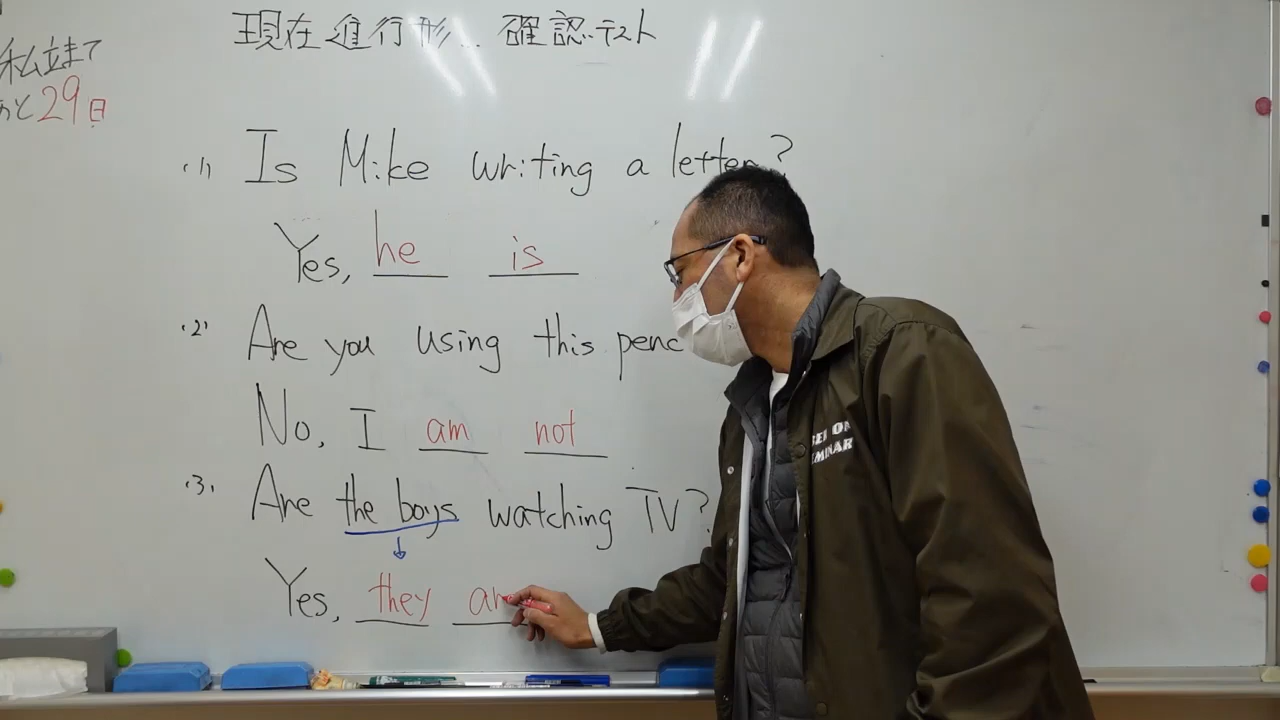 現在進行形… 確認テスト
私立まで
あと29日
(1) Is Mike writing a letter?
Yes, he is
(2) Are you using this penc
No, I am not
(3) Are the boys watching TV?
Yes, they ar